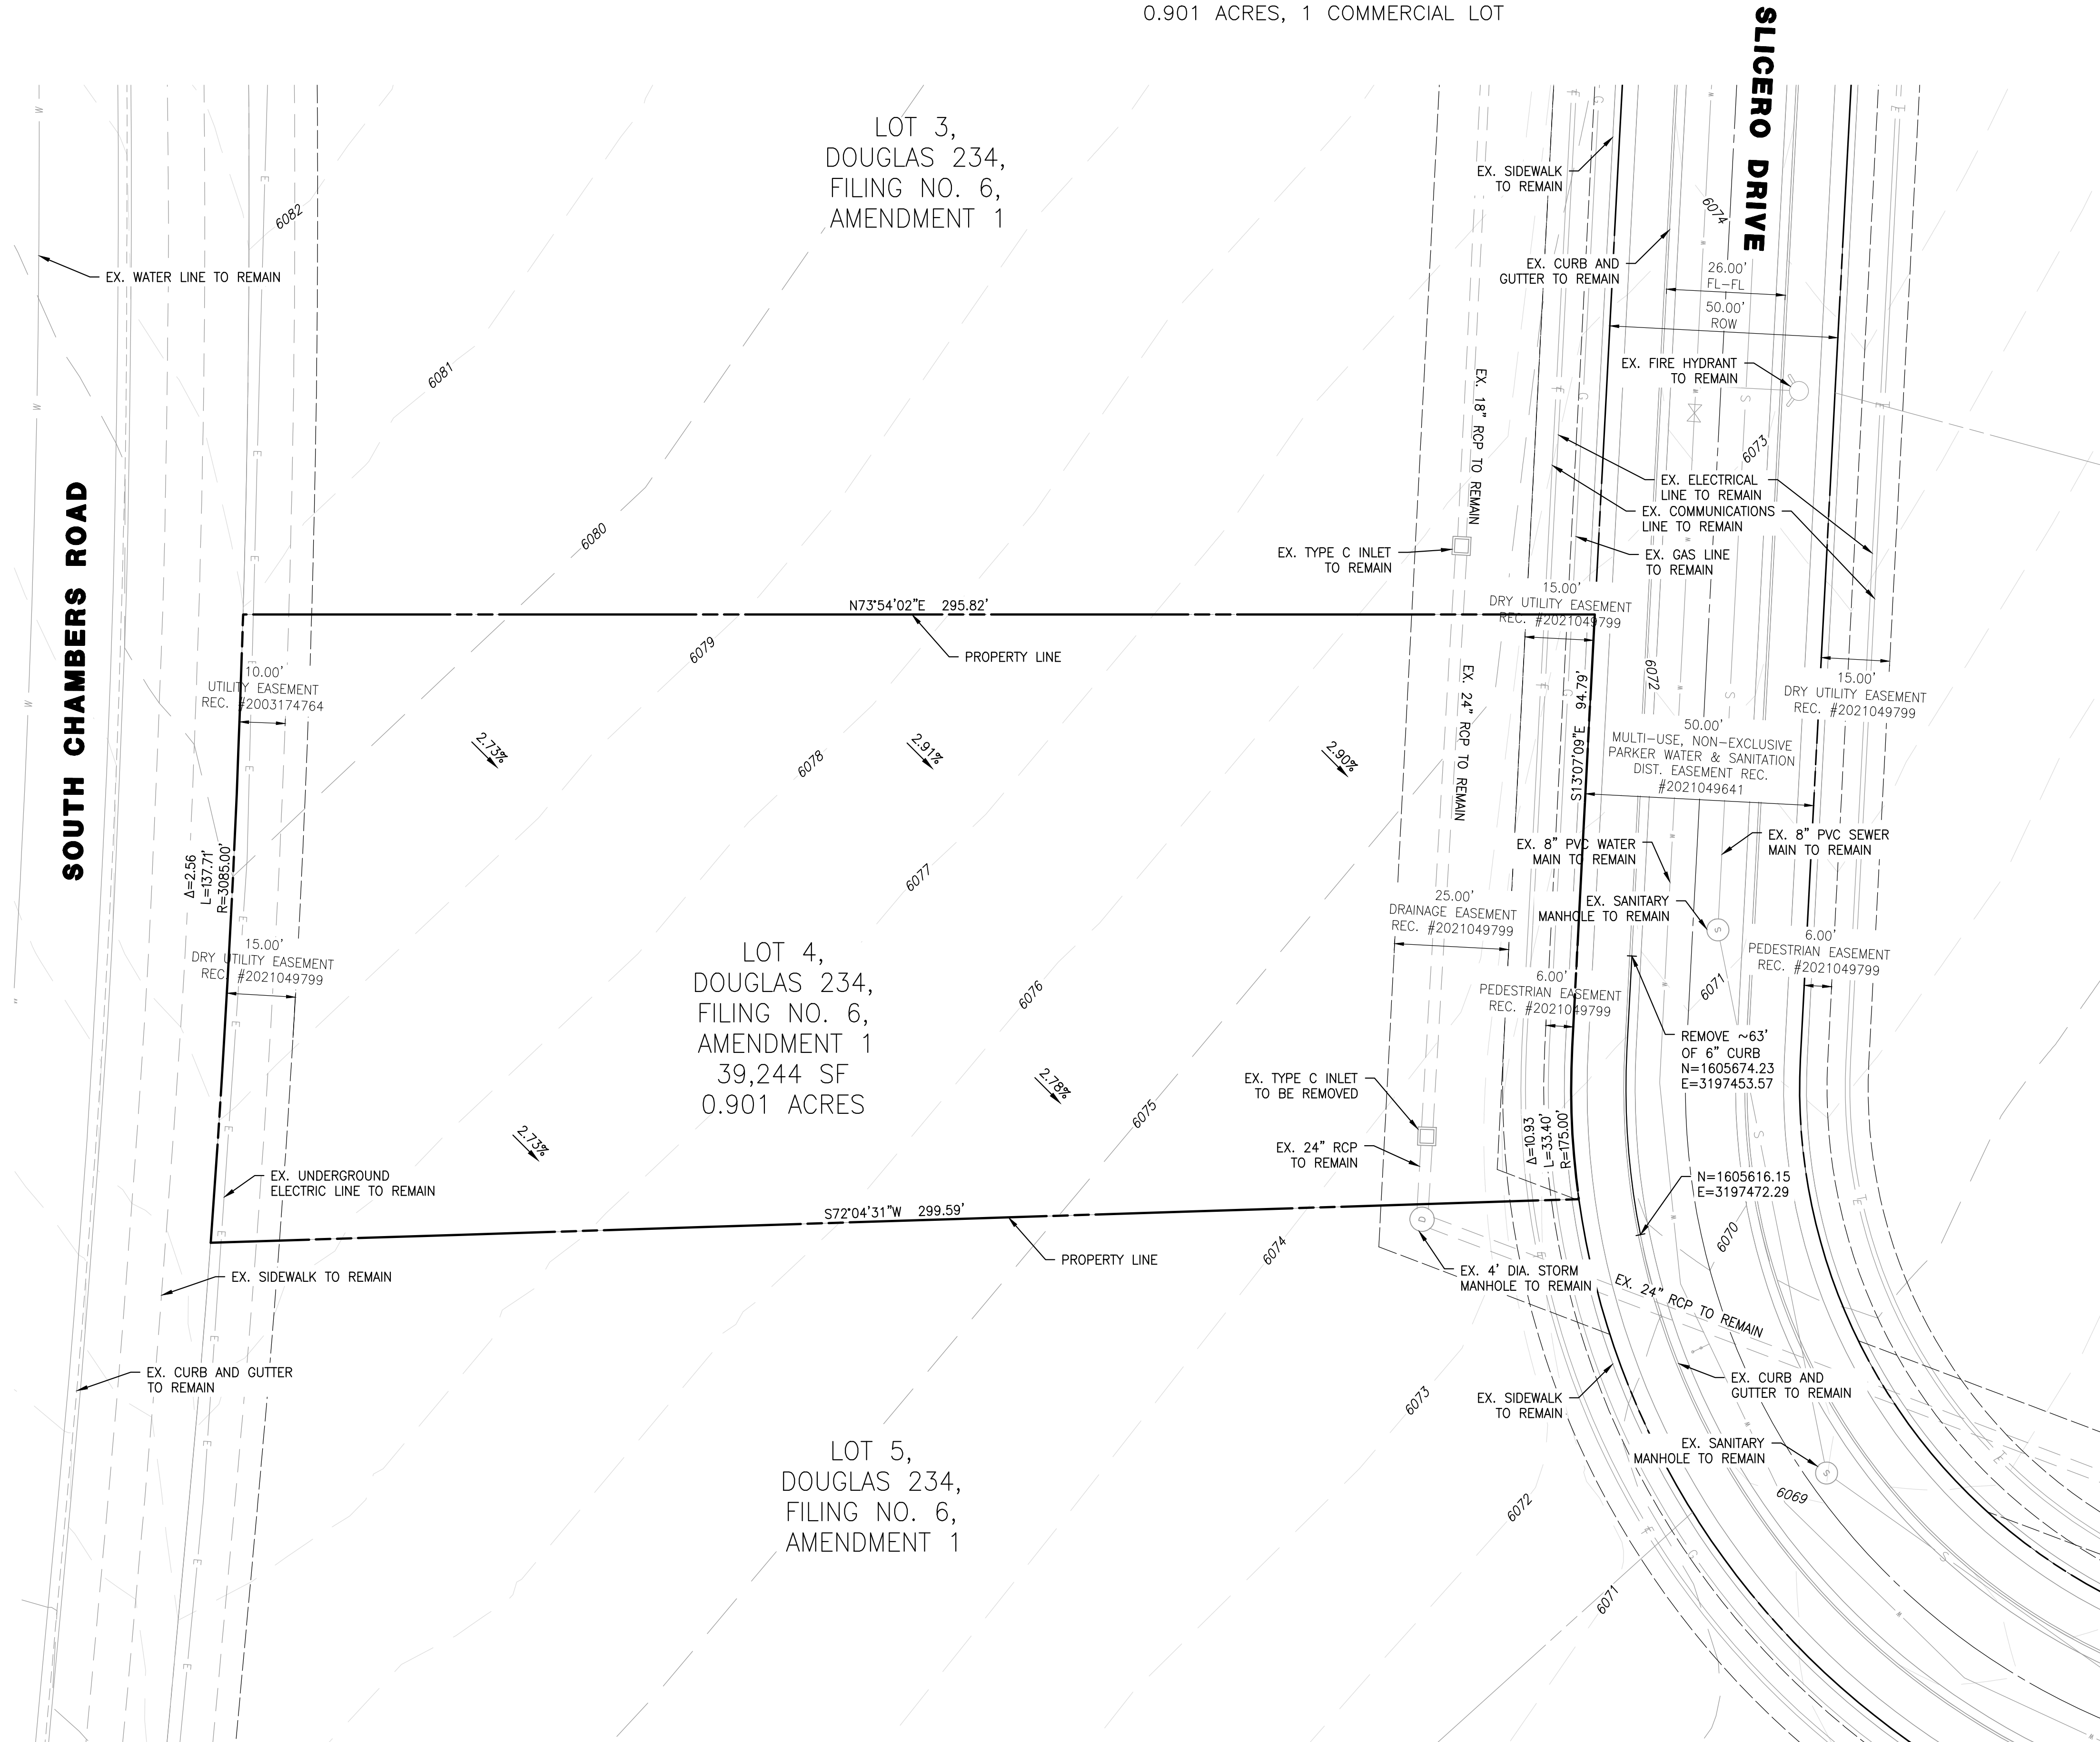 0.901 ACRES, 1 COMMERCIAL LOT
SLICERO DRIVE
LOT 3,
DOUGLAS 234,
FILING NO. 6,
AMENDMENT 1
EX. SIDEWALK
TO REMAIN
6074
6082
EX. WATER LINE TO REMAIN
EX. CURB AND
GUTTER TO REMAIN
26.00'
FL-FL
50.00'
ROW
EX. FIRE HYDRANT
TO REMAIN
6081
EX. 18" RCP TO REMAIN
6073
EX. ELECTRICAL
LINE TO REMAIN
EX. COMMUNICATIONS
LINE TO REMAIN
6080
EX. TYPE C INLET
TO REMAIN
EX. GAS LINE
TO REMAIN
SOUTH CHAMBERS ROAD
N73°54'02"E 295.82'
15.00'
DRY UTILITY EASEMENT
REC. #2021049799
6079
PROPERTY LINE
10.00'
UTILITY EASEMENT
REC. #2003174764
EX. 24" RCP TO REMAIN
S13°07'09"E 94.79'
6072
15.00'
DRY UTILITY EASEMENT
REC. #2021049799
50.00'
MULTI-USE, NON-EXCLUSIVE
PARKER WATER & SANITATION
DIST. EASEMENT REC.
#2021049641
2.73%
2.91%
2.90%
6078
EX. 8" PVC WATER
MAIN TO REMAIN
EX. 8" PVC SEWER
MAIN TO REMAIN
Δ=2.56
L=137.71'
R=3085.00'
6077
25.00'
DRAINAGE EASEMENT
REC. #2021049799
EX. SANITARY
MANHOLE TO REMAIN
S
15.00'
DRY UTILITY EASEMENT
REC. #2021049799
LOT 4,
DOUGLAS 234,
FILING NO. 6,
AMENDMENT 1
39,244 SF
0.901 ACRES
6076
6.00'
PEDESTRIAN EASEMENT
REC. #2021049799
6071
6.00'
PEDESTRIAN EASEMENT
REC. #2021049799
REMOVE ~63'
OF 6" CURB
N=1605674.23
E=3197453.57
2.78%
EX. TYPE C INLET
TO BE REMOVED
6075
2.73%
EX. 24" RCP
TO REMAIN
Δ=10.93
L=33.40'
R=175.00'
EX. UNDERGROUND
ELECTRIC LINE TO REMAIN
N=1605616.15
E=3197472.29
S72°04'31"W 299.59'
D
6070
6074
PROPERTY LINE
EX. SIDEWALK TO REMAIN
EX. 4' DIA. STORM
MANHOLE TO REMAIN
EX. 24" RCP TO REMAIN
EX. CURB AND GUTTER
TO REMAIN
EX. CURB AND
GUTTER TO REMAIN
6073
EX. SIDEWALK
TO REMAIN
LOT 5,
DOUGLAS 234,
FILING NO. 6,
AMENDMENT 1
EX. SANITARY
MANHOLE TO REMAIN
S
6069
6072
6071